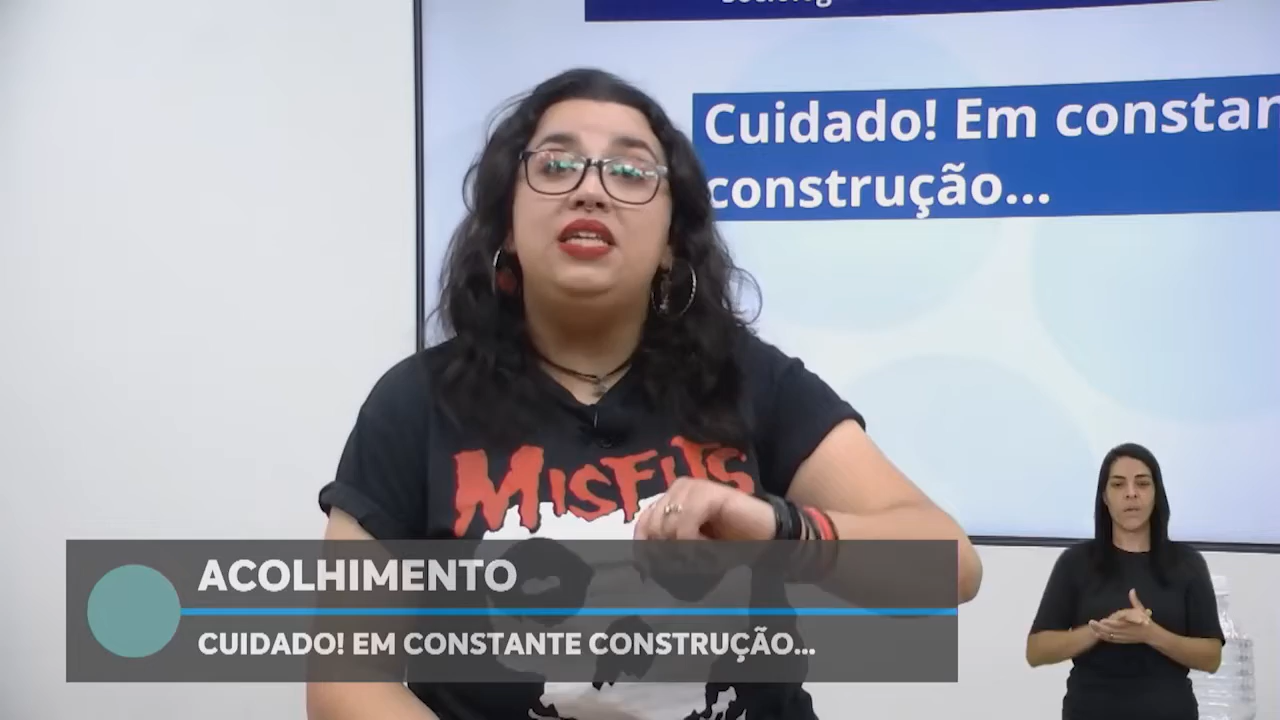 Cuidado! Em constan
construção...
MISFITS
ACOLHIMENTO
CUIDADO! EM CONSTANTE CONSTRUÇÃO...